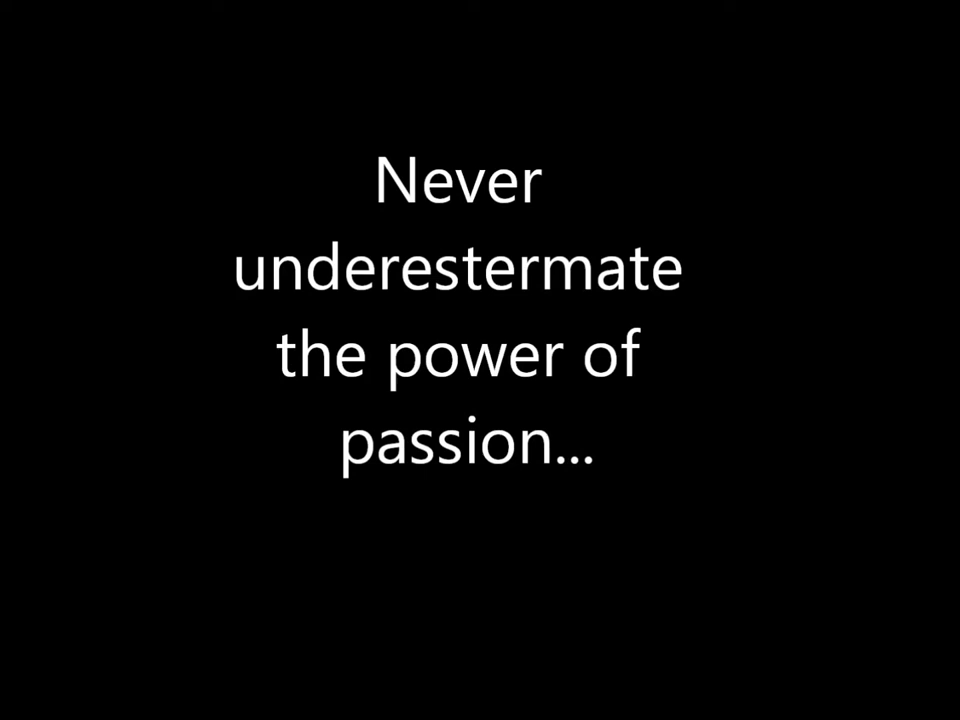 Never
underestermate
the power of
passion...